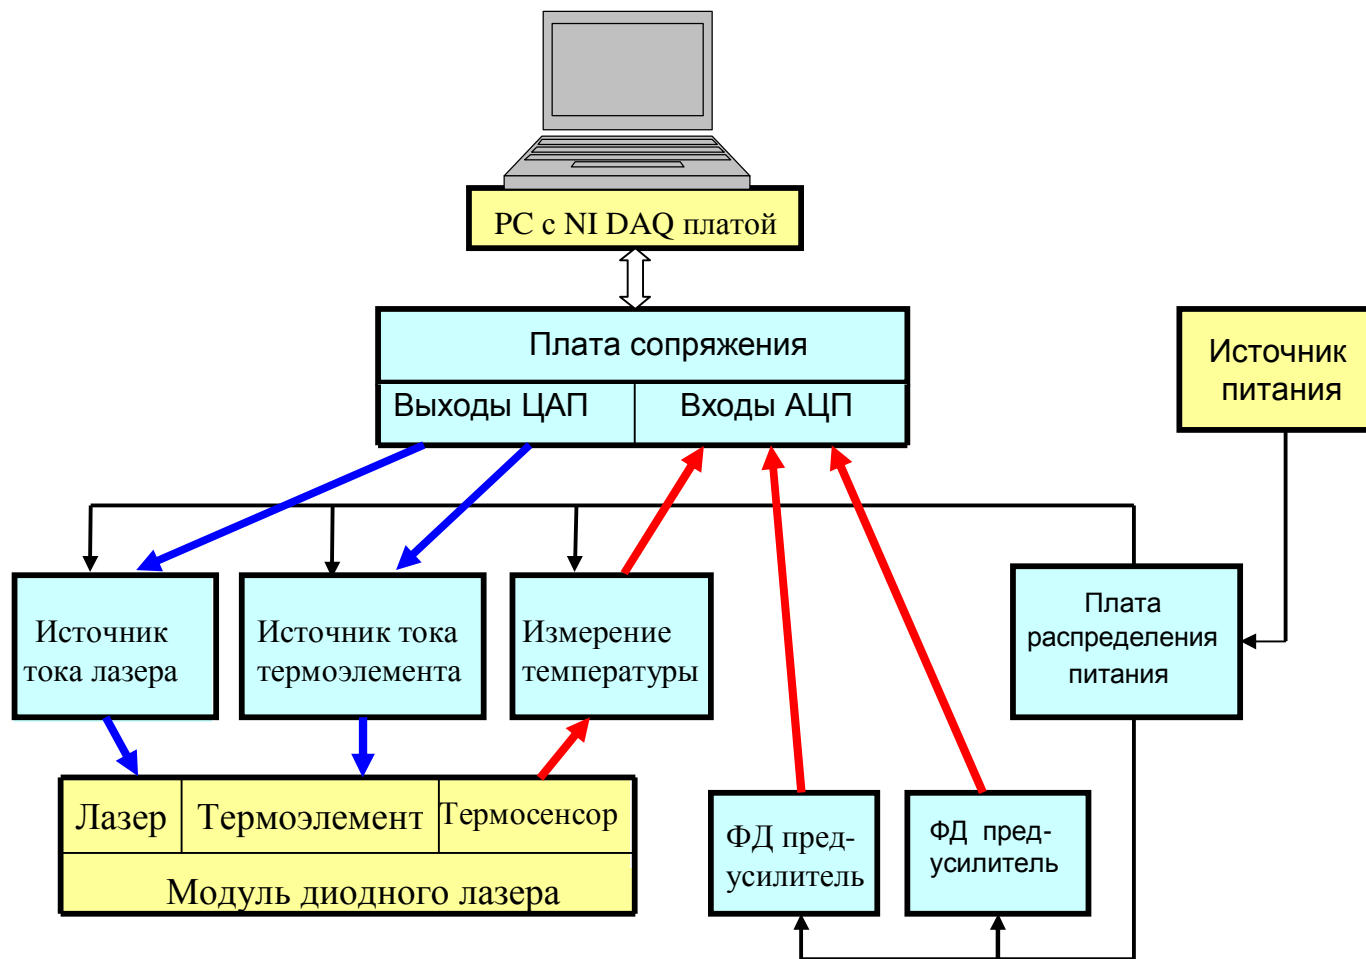 PC с NI DAQ платой
Плата сопряжения
Выходы ЦАП
Входы АЦП
Источник
питания
Источник
тока лазера
Источник тока
термоэлемента
Измерение
температуры
Плата
распределения
питания
Лазер
Термоэлемент
Термосенсор
Модуль диодного лазера
ФД пред-
усилитель
ФД пред-
усилитель